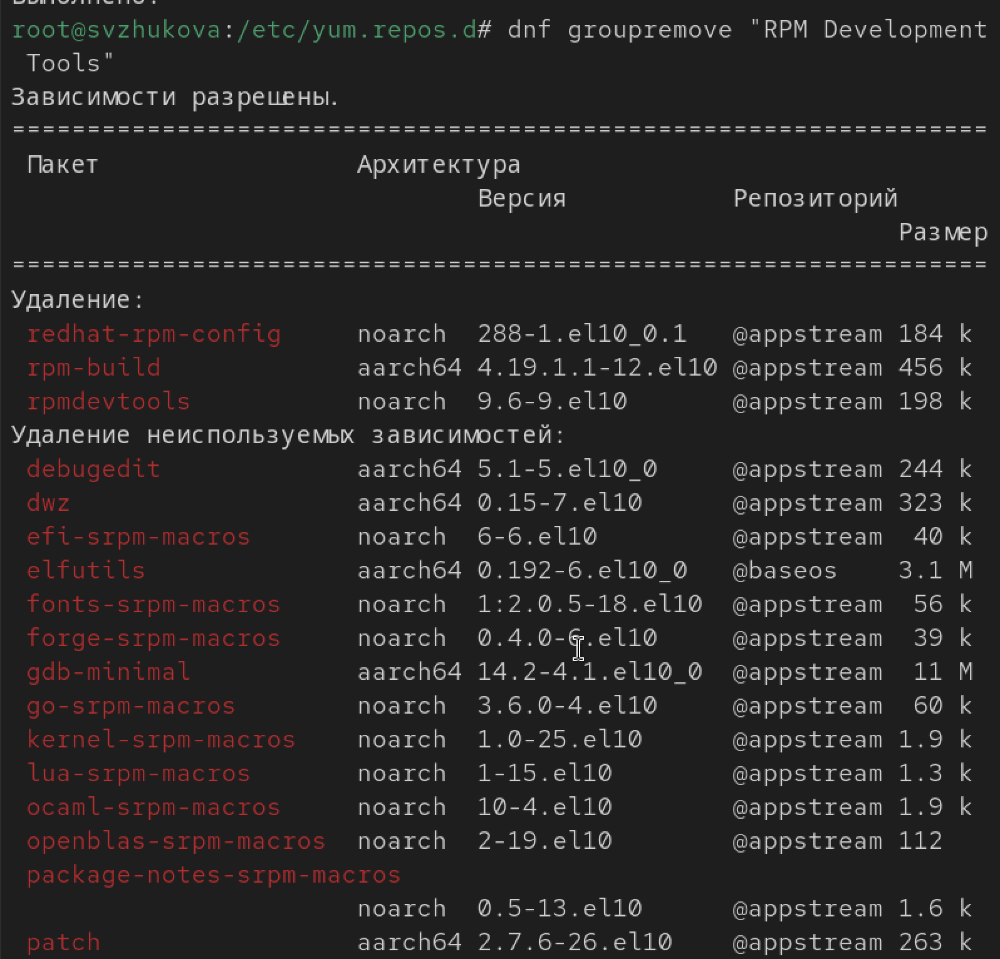 Выполнено!
root@svzhukova:/etc/yum.repos.d# dnf groupremove "RPM Development
 Tools"
Зависимости разрешены.
=================================================================
 Пакет                Архитектура
                               Версия           Репозиторий
                                                           Размер
=================================================================
Удаление:
 redhat-rpm-config     noarch  288-1.el10_0.1   @appstream 184 k
 rpm-build             aarch64 4.19.1.1-12.el10 @appstream 456 k
 rpmdevtools           noarch  9.6-9.el10       @appstream 198 k
Удаление неиспользуемых зависимостей:
 debugedit             aarch64 5.1-5.el10_0     @appstream 244 k
 dwz                   aarch64 0.15-7.el10      @appstream 323 k
 efi-srpm-macros       noarch  6-6.el10         @appstream  40 k
 elfutils              aarch64 0.192-6.el10_0   @baseos    3.1 M
 fonts-srpm-macros     noarch  1:2.0.5-18.el10  @appstream  56 k
 forge-srpm-macros     noarch  0.4.0-6.el10     @appstream  39 k
 gdb-minimal           aarch64 14.2-4.1.el10_0  @appstream  11 M
 go-srpm-macros        noarch  3.6.0-4.el10     @appstream  60 k
 kernel-srpm-macros    noarch  1.0-25.el10      @appstream 1.9 k
 lua-srpm-macros       noarch  1-15.el10        @appstream 1.3 k
 ocaml-srpm-macros     noarch  10-4.el10        @appstream 1.9 k
 openblas-srpm-macros  noarch  2-19.el10        @appstream 112
 package-notes-srpm-macros
                       noarch  0.5-13.el10      @appstream 1.6 k
 patch                 aarch64 2.7.6-26.el10    @appstream 263 k